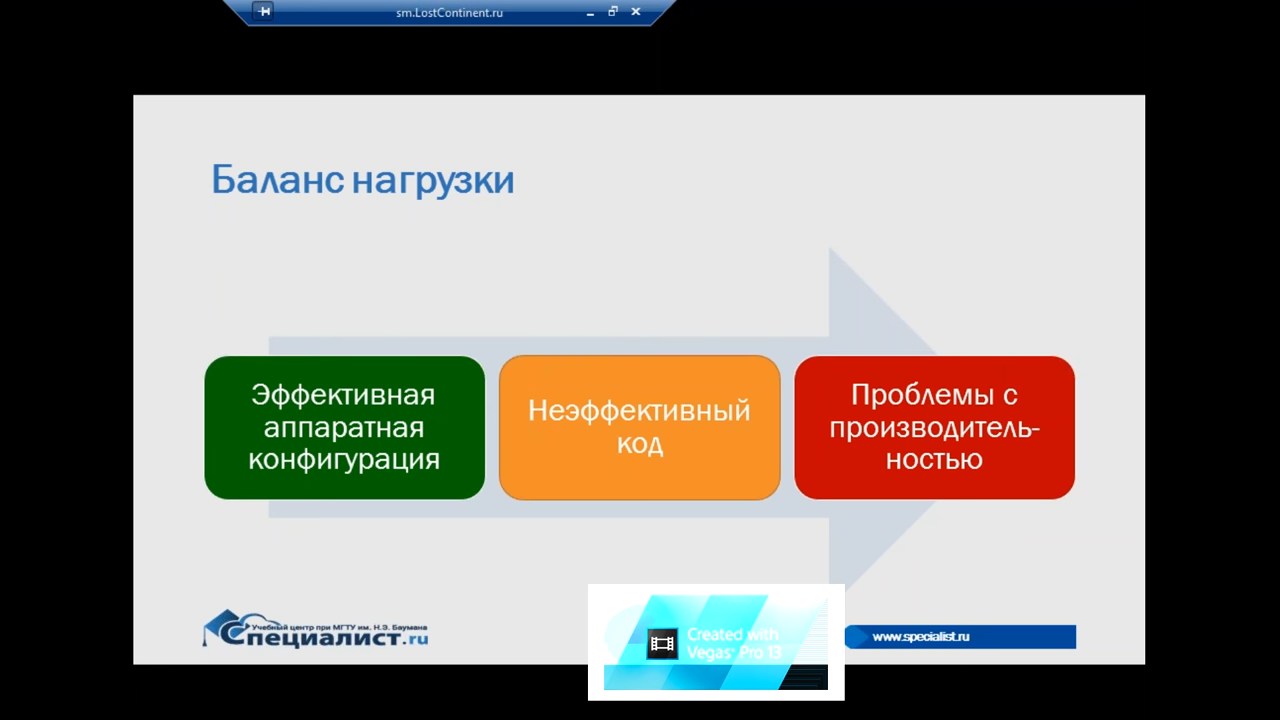 sm.LostContinent.ru
Баланс нагрузки
Эффективная
аппаратная
конфигурация
Неэффективный
код
Проблемы с
производитель-
ностью
Учебный центр при МГТУ им. Н.Э. Баумана
Специалист.ru
Created with
Vegas® Pro 13
www.specialist.ru